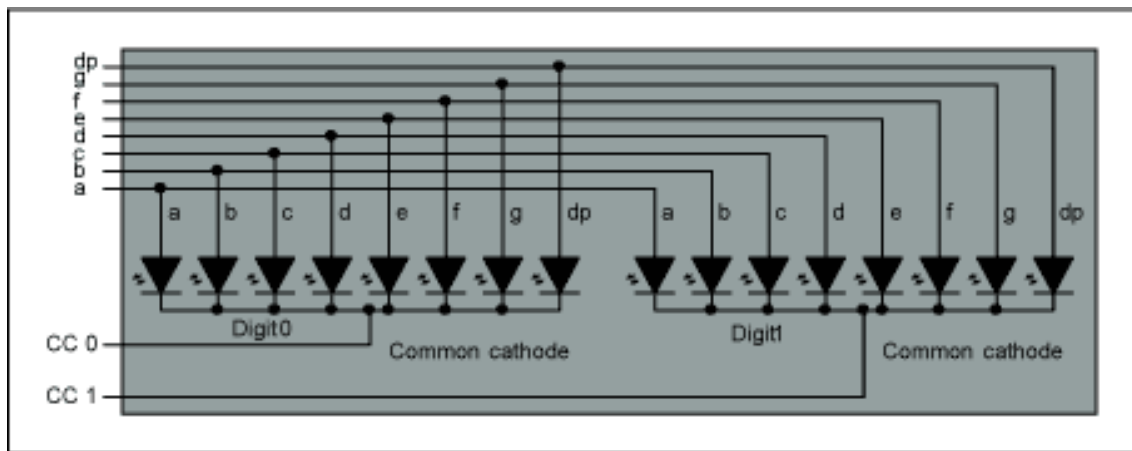 dp
g
f
e
d
c
b
a
a b c d e f g dp a b c d e f g dp
Digit0 Digit1
CC 0 Common cathode Common cathode
CC 1